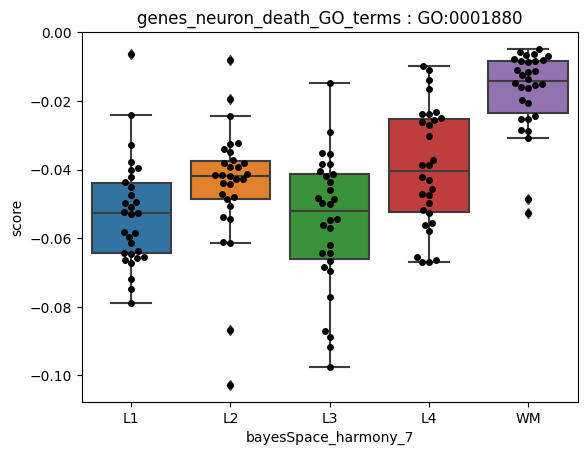 genes_neuron_death_GO_terms : GO:0001880
0.00
−0.02
−0.04
−0.06
−0.08
−0.10
score
L1 L2 L3 L4 WM
bayesSpace_harmony_7